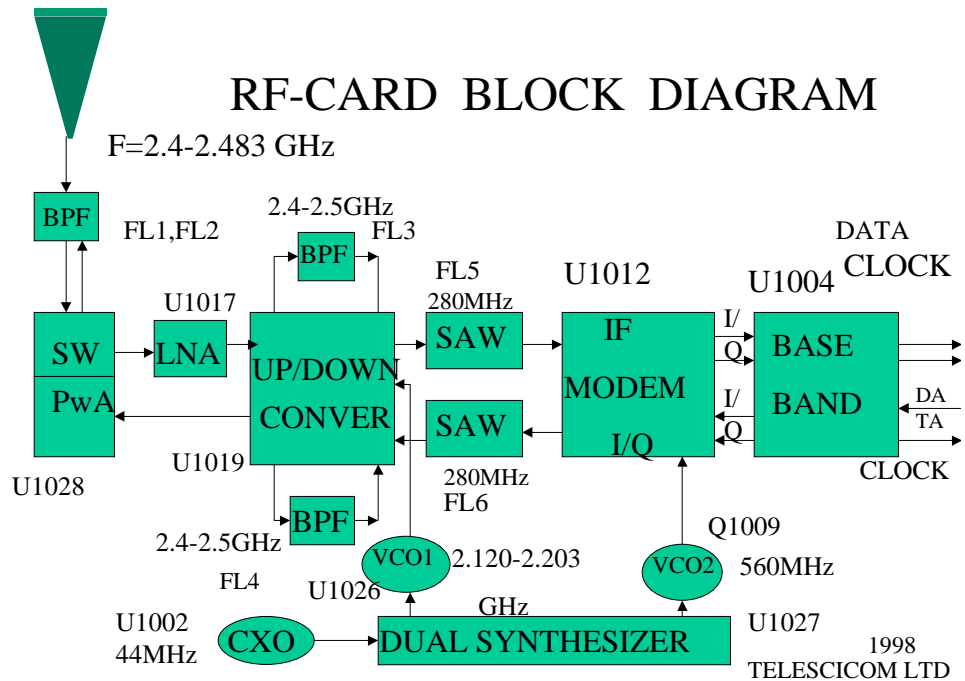 RF-CARD BLOCK DIAGRAM
F=2.4-2.483 GHz
BPF
FL1,FL2
2.4-2.5GHz
FL3
BPF
DATA
CLOCK
U1017
FL5
280MHz
U1012
U1004
SW
PwA
LNA
UP/DOWN
CONVER
SAW
SAW
IF
MODEM
I/Q
I/
Q
I/
Q
BASE
BAND
DA
TA
CLOCK
U1028
U1019
280MHz
FL6
BPF
2.4-2.5GHz
FL4
VCO1
2.120-2.203
GHz
U1026
Q1009
VCO2
560MHz
U1002
44MHz
CXO
DUAL SYNTHESIZER
U1027
1998
TELESCICOM LTD